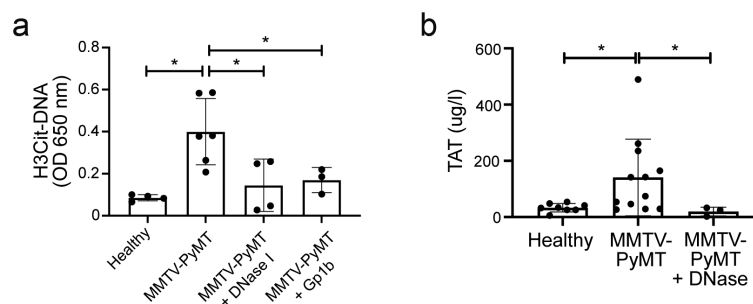 a
H3Cit-DNA
(OD 650 nm)
0.8
0.6
0.4
0.2
0
*
*
*
Healthy
MMTV-PyMT
MMTV-PyMT
+ DNase I
MMTV-PyMT
+ Gp1b
b
TAT (ug/l)
600
400
200
0
*
*
Healthy
MMTV-
PyMT
MMTV-
PyMT
+ DNase